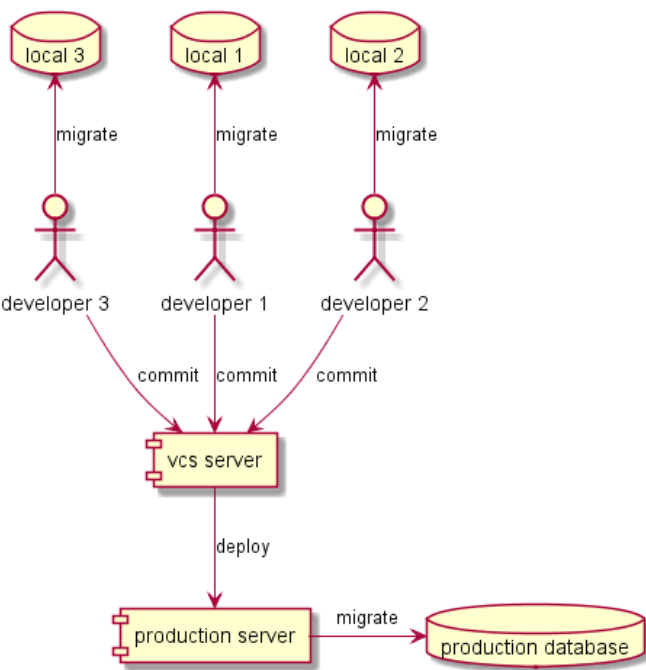 local 3
local 1
local 2
migrate
migrate
migrate
developer 3
developer 1
developer 2
commit
commit
commit
vcs server
deploy
production server
migrate
production database